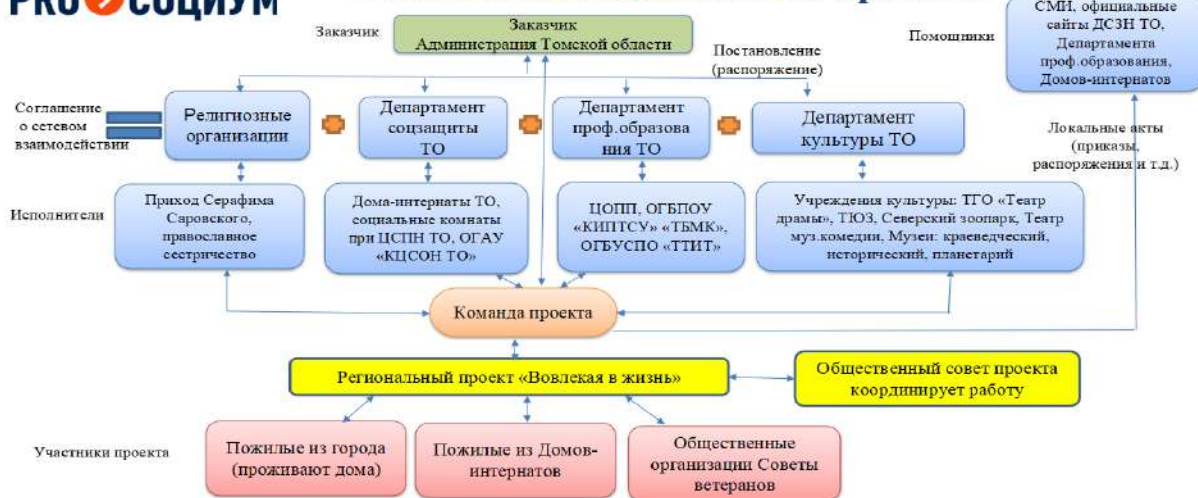 PRO СОЦИУМ
Заказчик
Заказчик
Администрация Томской области
Постановление
(распоряжение)
Помощники
СМИ, официальные
сайты ДСЗН ТО,
Департамента
проф.образования,
Домов-интернатов
Соглашение
о сетевом
взаимодействии
Религиозные
организации
Департамент
соцзащиты
ТО
Департамент
проф.образова
ния ТО
Департамент
культуры ТО
Локальные акты
(приказы,
распоряжения и т.д.)
Исполнители
Приход Серафима
Саровского,
православное
сестричество
Дома-интернаты ТО,
социальные комнаты
при ЦСПН ТО, ОГАУ
«КЦСОН ТО»
ЦОПП, ОГБПОУ
«КИПТСУ» «ТБМК»,
ОГБУСПО «ТТИТ»
Учреждения культуры: ТГО «Театр
драмы», ТЮЗ, Северский зоопарк, Театр
муз.комедии, Музеи: краеведческий,
исторический, планетарий
Команда проекта
Региональный проект «Вовлекая в жизнь»
Общественный совет проекта
координирует работу
Участники проекта
Пожилые из города
(проживают дома)
Пожилые из Домов-
интернатов
Общественные
организации Советы
ветеранов